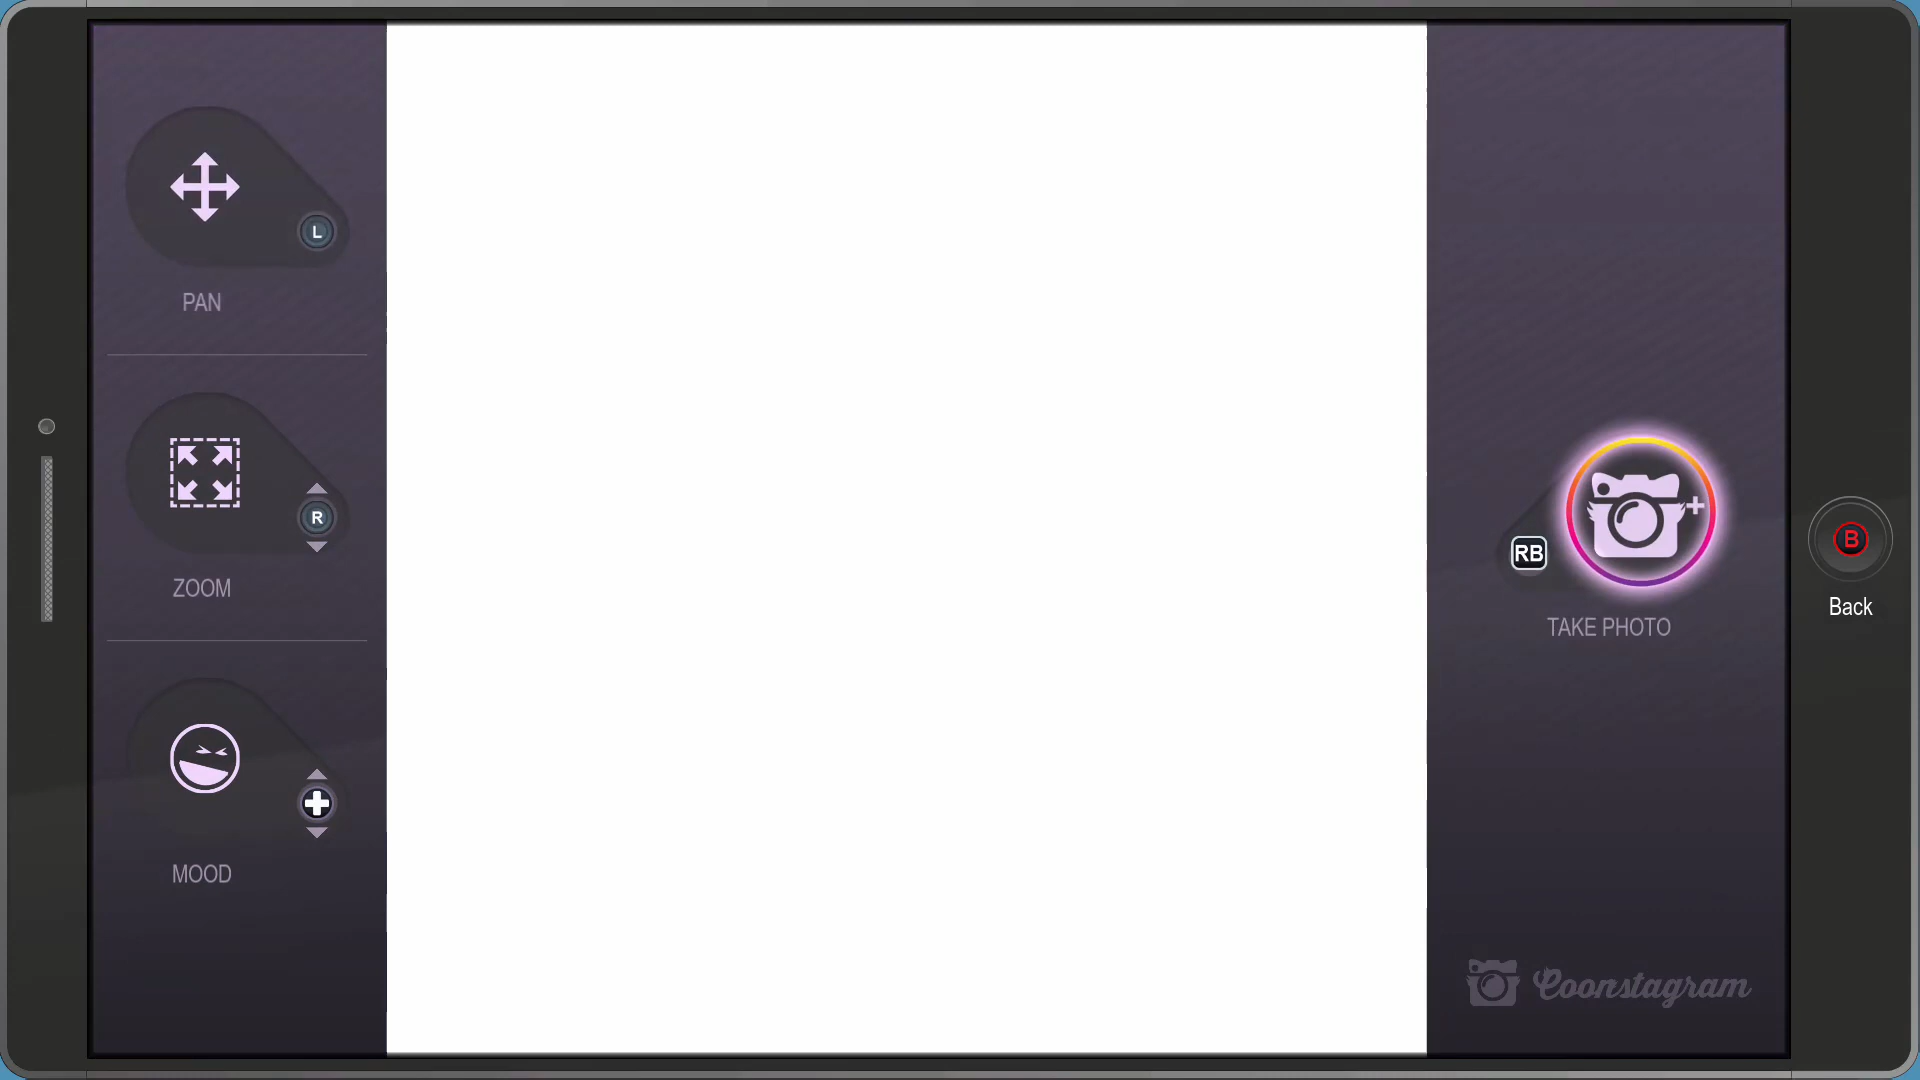 PAN
L
ZOOM
R
MOOD
RB
TAKE PHOTO
B
Back
Coonstagram